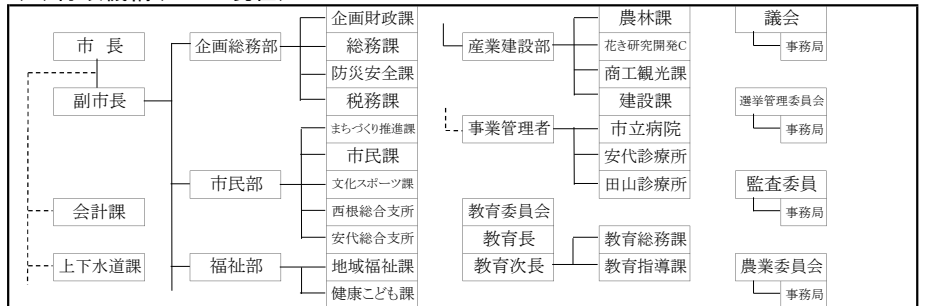 市 長
副市長
会計課
上下水道課
企画総務部
企画財政課
総務課
防災安全課
税務課
市民部
まちづくり推進課
市民課
文化スポーツ課
西根総合支所
安代総合支所
福祉部
地域福祉課
健康こども課
産業建設部
農林課
花き研究開発C
商工観光課
建設課
事業管理者
市立病院
安代診療所
田山診療所
教育委員会
教育長
教育次長
教育総務課
教育指導課
議会
事務局
選挙管理委員会
事務局
監査委員
事務局
農業委員会
事務局